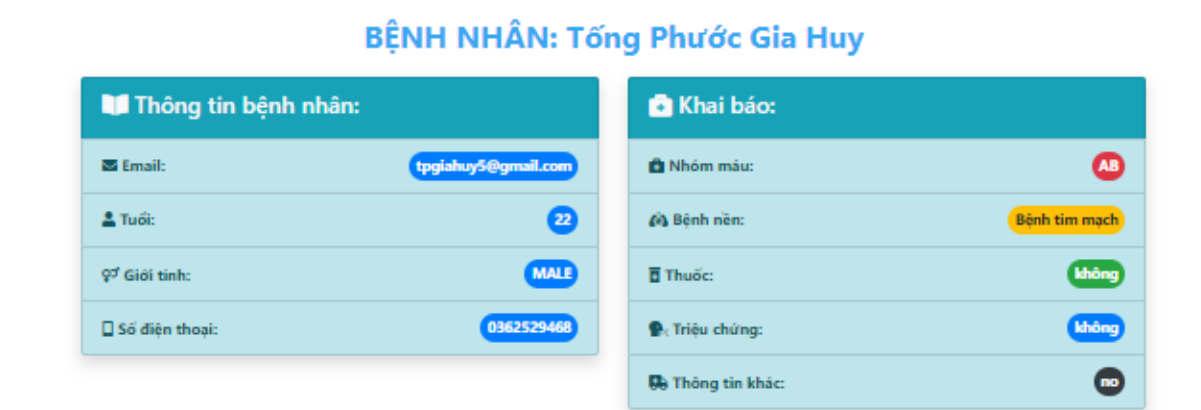 BỆNH NHÂN: Tống Phước Gia Huy
Thông tin bệnh nhân:
Email: tpgiahuy5@gmail.com
Tuổi: 22
Giới tính: MALE
Số điện thoại: 0362529468
Khai báo:
Nhóm máu: AB
Bệnh nền: Bệnh tim mạch
Thuốc: không
Triệu chứng: không
Thông tin khác: no